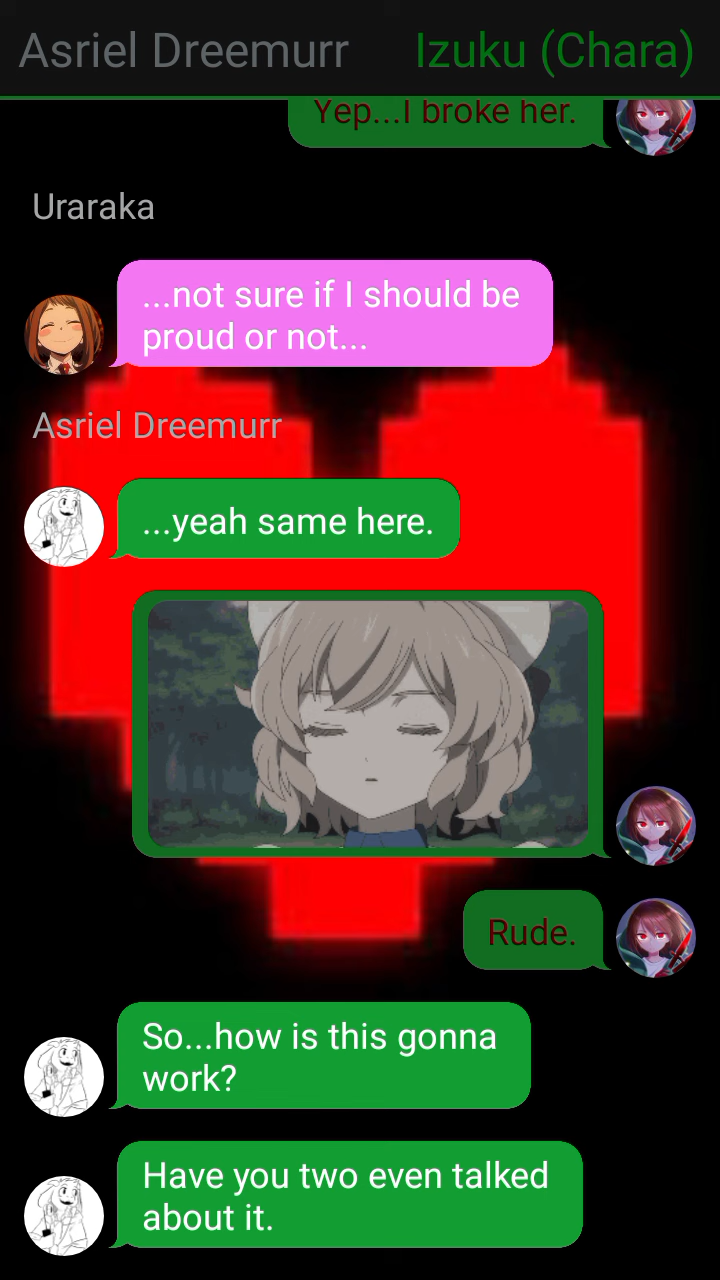 Asriel Dreemurr Izuku (Chara)
Yep...I broke her.
Uraraka
...not sure if I should be
proud or not...
Asriel Dreemurr
...yeah same here.
Rude.
So...how is this gonna
work?
Have you two even talked
about it.